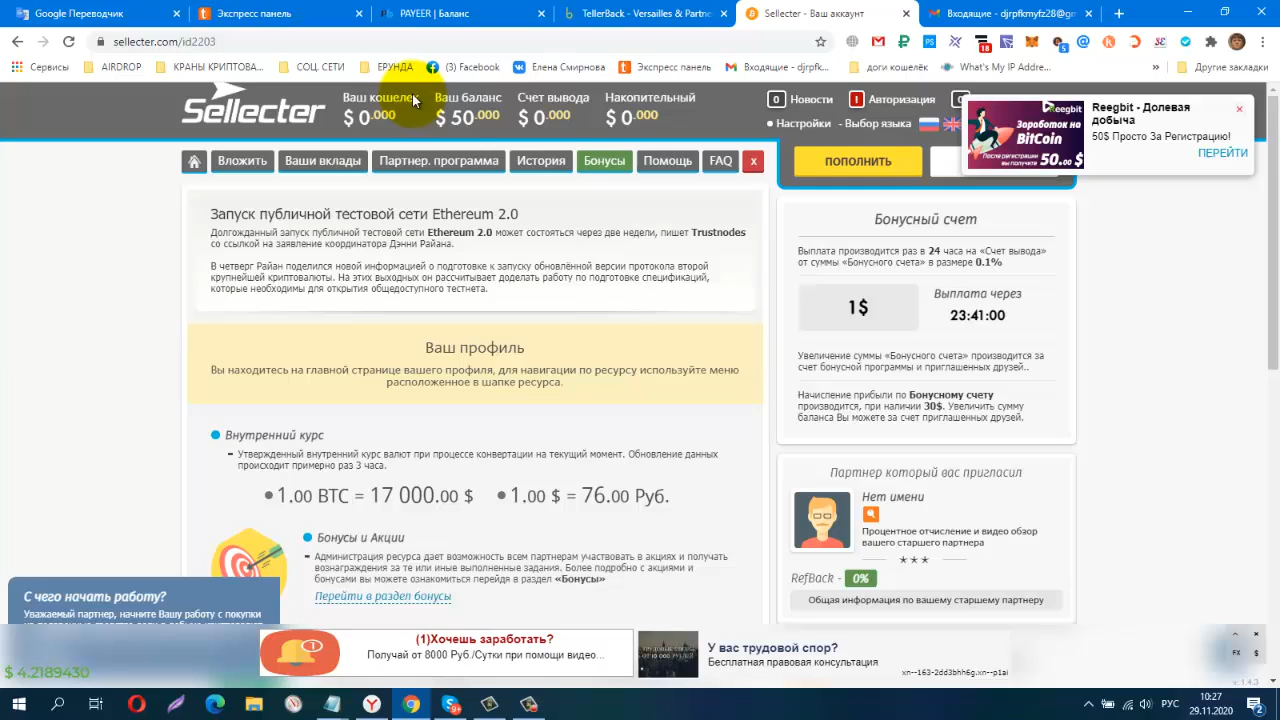 Google Переводчик
Экспресс панель
PAYEER | Баланс
TellerBack - Versailles & Partne
Sellecter - Ваш аккаунт
Входящие - djrpfkmyfz28@gm
sellecter.com/id2203
Сервисы
AIRDROP
КРАНЫ КРИПТОВА...
СОЦ. СЕТИ
ЕРУНДА
(3) Facebook
Елена Смирнова
Экспресс панель
Входящие - djrpfk...
доги кошелёк
What's My IP Addre...
Другие закладки
Sellecter
Ваш кошелек
Ваш баланс
Счет вывода
Накопительный
$ 0.000
$ 50.000
$ 0.000
$ 0.000
0 Новости
! Авторизация
Настройки - Выбор языка
Reegbit
Заработок на
BitCoin
После регистрации
вы получите 50.00 $
Reegbit - Долевая
добыча
50$ Просто За Регистрацию!
ПЕРЕЙТИ
Вложить
Ваши вклады
Партнер. программа
История
Бонусы
Помощь
FAQ
x
ПОПОЛНИТЬ
Запуск публичной тестовой сети Ethereum 2.0
Долгожданный запуск публичной тестовой сети Ethereum 2.0 может состояться через две недели, пишет Trustnodes
со ссылкой на заявление координатора Дэнни Райана.
В четверг Райан поделился новой информацией о подготовке к запуску обновлённой версии протокола второй
крупнейшей криптовалюты. На этих выходных он рассчитывает доделать работу по подготовке спецификаций,
которые необходимы для открытия общедоступного тестнета.
Ваш профиль
Вы находитесь на главной странице вашего профиля, для навигации по ресурсу используйте меню
расположенное в шапке ресурса.
Внутренний курс
Утвержденный внутренний курс валют при процессе конвертации на текущий момент. Обновление данных
происходит примерно раз 3 часа.
1.00 BTC = 17 000.00 $
1.00 $ = 76.00 Руб.
Бонусы и Акции
Администрация ресурса дает возможность всем партнерам участвовать в акциях и получать
вознаграждения за те или иные выполненные задания. Более подробно с акциями и
бонусами вы можете ознакомиться перейдя в раздел «Бонусы»
Перейти в раздел бонусы
Бонусный счет
Выплата производится раз в 24 часа на «Счет вывода»
от суммы «Бонусного счета» в размере 0.1%
1$
Выплата через
23:41:00
Увеличение суммы «Бонусного счета» производится за
счет бонусной программы и приглашенных друзей..
Начисление прибыли по Бонусному счету
производится, при наличии 30$. Увеличить сумму
баланса Вы можете за счет приглашенных друзей.
Партнер который вас пригласил
Нет имени
Процентное отчисление и видео обзор
вашего старшего партнера
RefBack - 0%
Общая информация по вашему старшему партнеру
С чего начать работу?
Уважаемый партнер, начните Вашу работу с покупки
$ 4.2189430
(1)Хочешь заработать?
Получай от 8000 Руб./Сутки при помощи видео...
У вас трудовой спор?
Бесплатная правовая консультация
xn--163-2dd3bhh6g.xn--p1ai
FX
$
v.1.4.3
РУС
10:27
29.11.2020